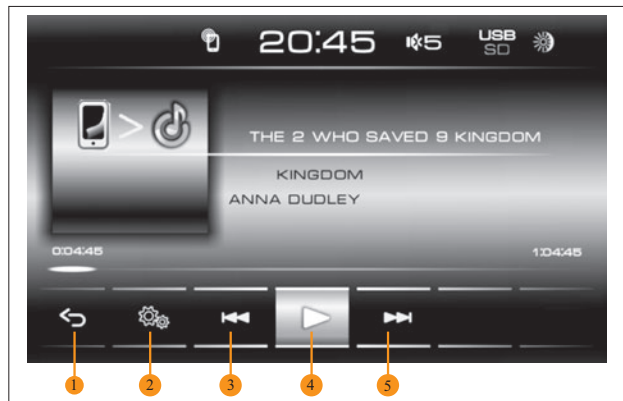 20:45 5 USB
SD
THE 2 WHO SAVED 9 KINGDOM
KINGDOM
ANNA DUDLEY
0:04:45 1:04:45
1 2 3 4 5